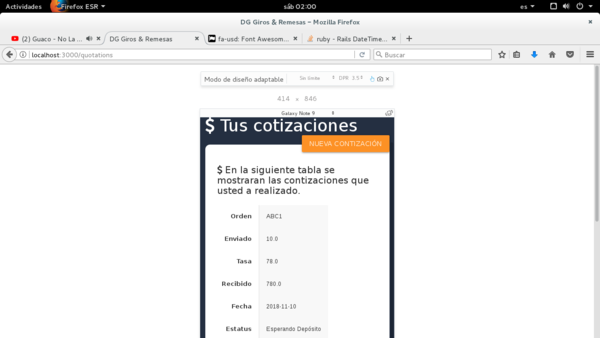 Actividades Firefox ESR sáb 02:00 es
DG Giros & Remesas - Mozilla Firefox
(2) Guaco - No La ... DG Giros & Remesas fa-usd: Font Awesom... ruby - Rails DateTime...
localhost:3000/quotations Buscar
Modo de diseño adaptable DPR: 3.5
414 × 846
Galaxy Note 9
$ Tus cotizaciones
NUEVA CONTIZACIÓN
$ En la siguiente tabla se
mostraran las contizaciones que
usted a realizado.
Orden ABC1
Enviado 10.0
Tasa 78.0
Recibido 780.0
Fecha 2018-11-10
Estatus Esperando Depósito